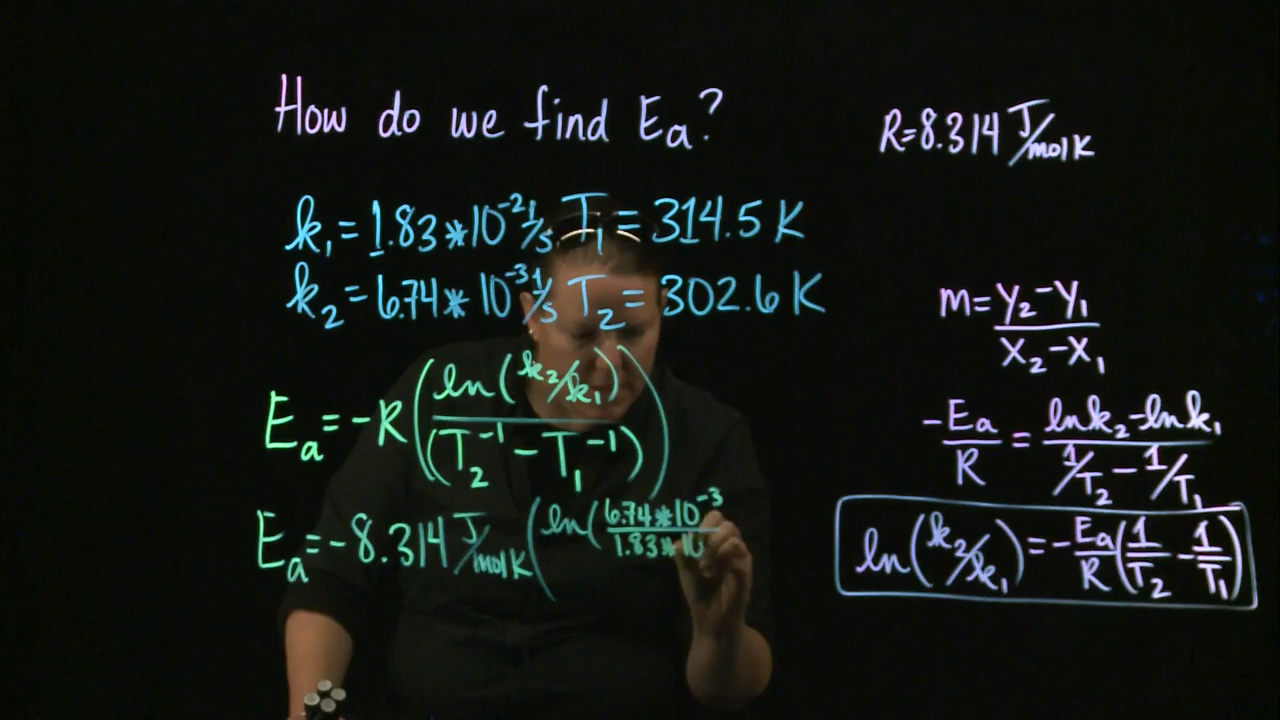 How do we find Ea?
R=8.314 J/mol K
k₁=1.83*10⁻² 1/s T₁=314.5 K
k₂=6.74*10⁻³ 1/s T₂=302.6 K
m=Y₂-Y₁/X₂-X₁
Ea=-R(ln(k₂/k₁)/(T₂⁻¹-T₁⁻¹))
-Ea/R=lnk₂-lnk₁/1/T₂-1/T₁
Ea=-8.314 J/mol K(ln(6.74*10⁻³/1.83*10
ln(k₂/k₁)=-Ea/R(1/T₂-1/T₁)